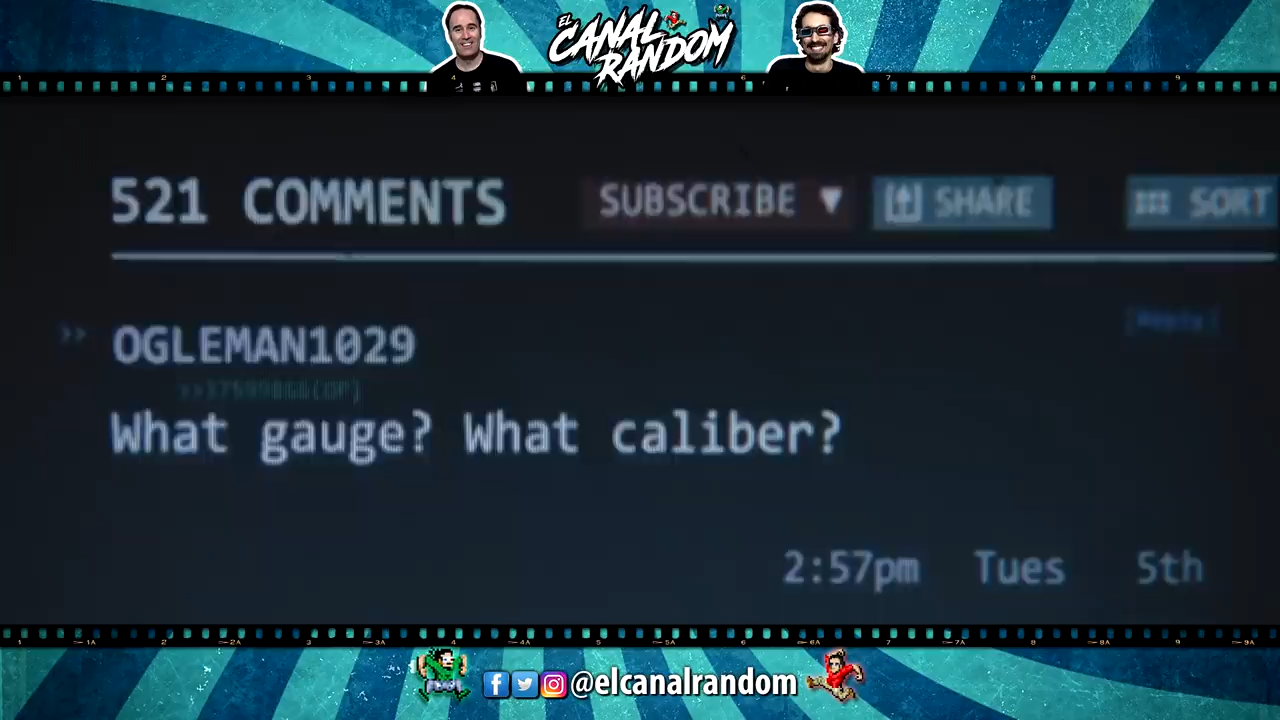 EL
CANAL
RANDOM
521 COMMENTS SUBSCRIBE ▼ SHARE SORT
>> OGLEMAN1029
What gauge? What caliber?
2:57pm Tues 5th
@elcanalrandom